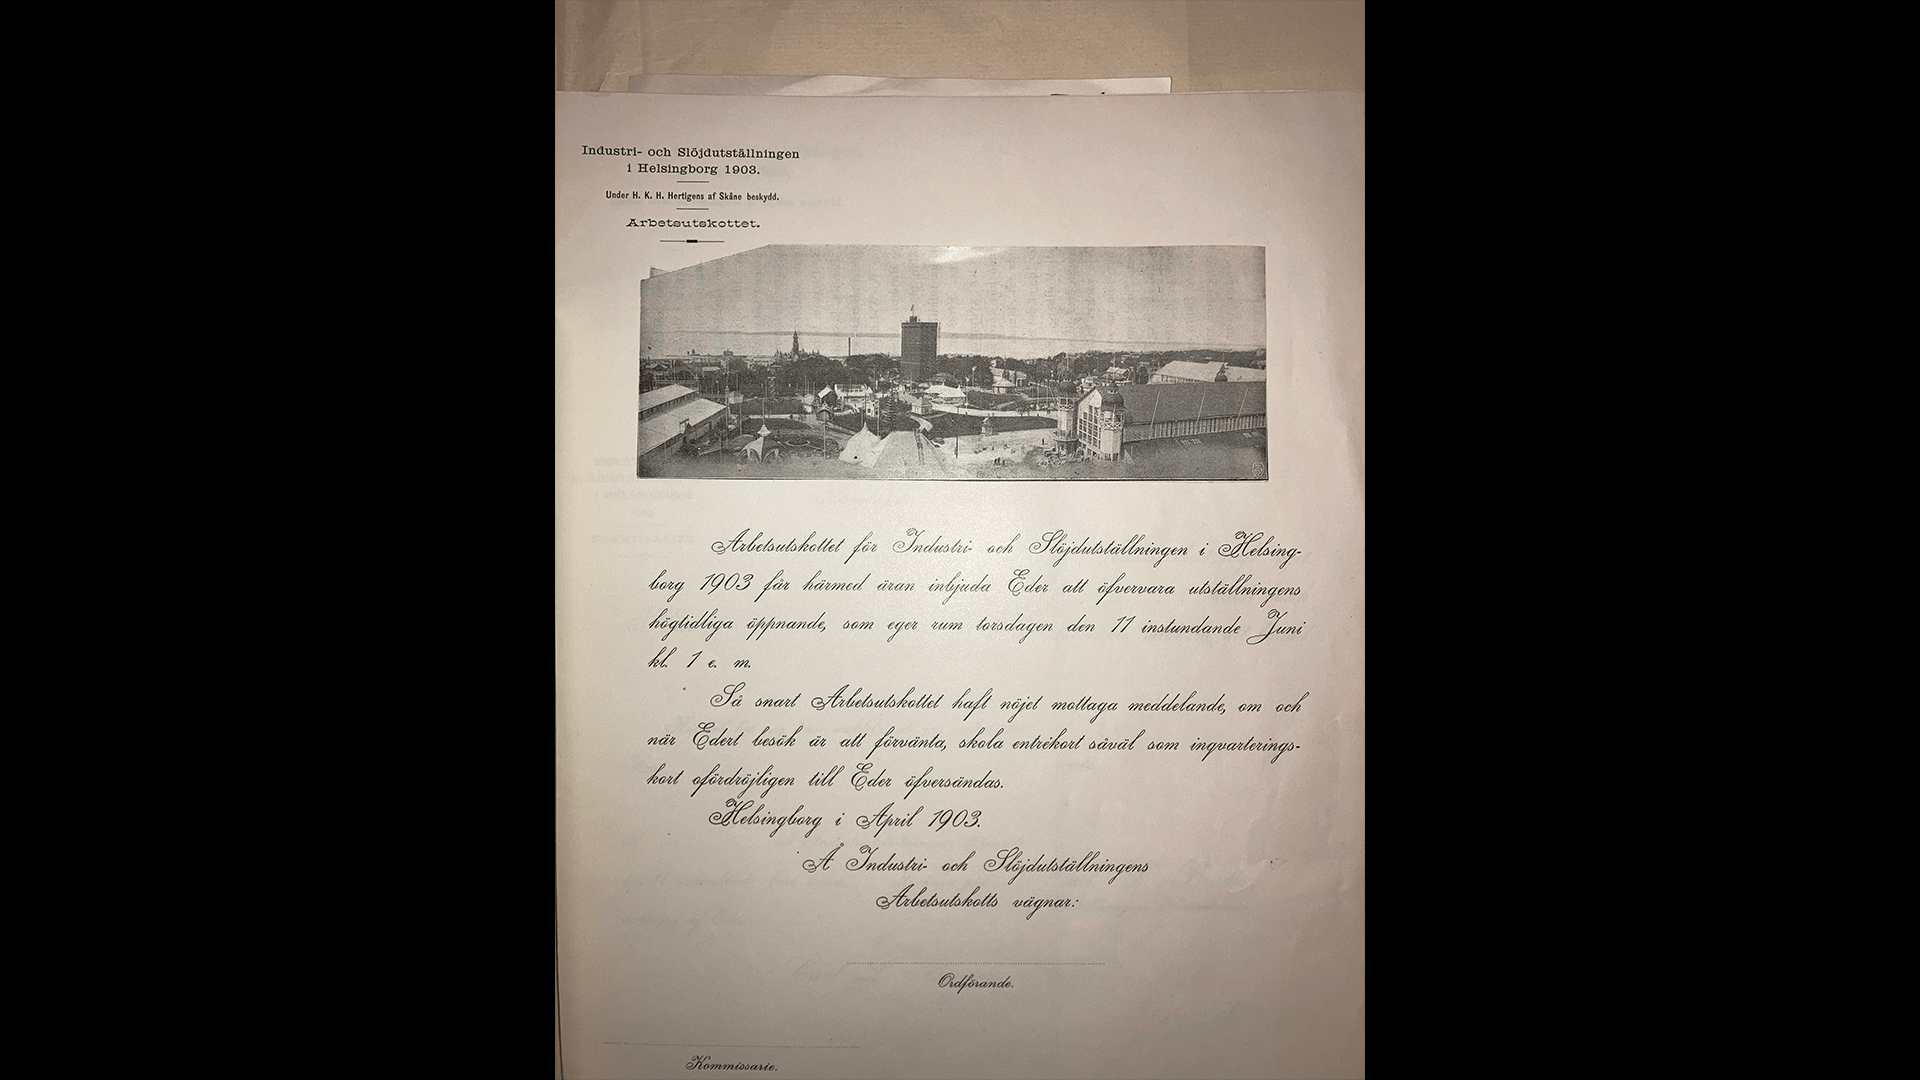 Industri- och Slöjdutställningen
i Helsingborg 1903.
Under H. K. H. Hertigens af Skåne beskydd.
Arbetsutskottet.
Arbetsutskottet för Industri- och Slöjdutställningen i Helsing-
borg 1903 får härmed äran inbjuda Eder att öfvervara utställningens
högtidliga öppnande, som eger rum torsdagen den 11 instundande Juni
kl. 1 e. m.
Så snart Arbetsutskottet haft nöjet mottaga meddelande, om och
när Edert besök är att förvänta, skola entrékort såväl som inqvarterings-
kort ofördröjligen till Eder öfversändas.
Helsingborg i April 1903.
Å Industri- och Slöjdutställningens
Arbetsutskotts vägnar:
Ordförande.
Kommissarie.